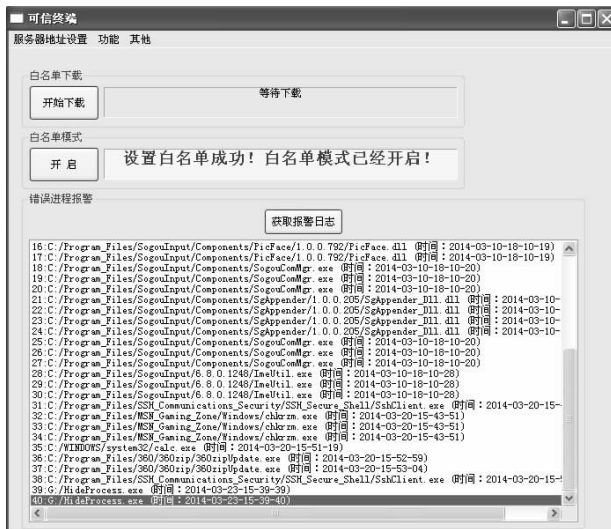 可信终端
服务器地址设置 功能 其他
白名单下载
开始下载
等待下载
白名单模式
开 启
设置白名单成功！白名单模式已经开启！
错误进程报警
获取报警日志
16:C:/Program_Files/SogouInput/Components/PicFace/1.0.0.792/PicFace.dll (时间：2014-03-10-18-10-19)
17:C:/Program_Files/SogouInput/Components/PicFace/1.0.0.792/PicFace.dll (时间：2014-03-10-18-10-19)
18:C:/Program_Files/SogouInput/Components/SogouComMgr.exe (时间：2014-03-10-18-10-20)
19:C:/Program_Files/SogouInput/Components/SogouComMgr.exe (时间：2014-03-10-18-10-20)
20:C:/Program_Files/SogouInput/Components/SogouComMgr.exe (时间：2014-03-10-18-10-20)
21:C:/Program_Files/SogouInput/Components/SgAppender/1.0.0.205/SgAppender_Dll.dll (时间：2014-03-10-
22:C:/Program_Files/SogouInput/Components/SgAppender/1.0.0.205/SgAppender_Dll.dll (时间：2014-03-10-
23:C:/Program_Files/SogouInput/Components/SgAppender/1.0.0.205/SgAppender_Dll.dll (时间：2014-03-10-
24:C:/Program_Files/SogouInput/Components/SgAppender/1.0.0.205/SgAppender_Dll.dll (时间：2014-03-10-
25:C:/Program_Files/SogouInput/Components/SogouComMgr.exe (时间：2014-03-10-18-10-20)
26:C:/Program_Files/SogouInput/Components/SogouComMgr.exe (时间：2014-03-10-18-10-20)
27:C:/Program_Files/SogouInput/Components/SogouComMgr.exe (时间：2014-03-10-18-10-20)
28:C:/Program_Files/SogouInput/6.8.0.1248/ImeUtil.exe (时间：2014-03-10-18-10-28)
29:C:/Program_Files/SogouInput/6.8.0.1248/ImeUtil.exe (时间：2014-03-10-18-10-28)
30:C:/Program_Files/SogouInput/6.8.0.1248/ImeUtil.exe (时间：2014-03-10-18-10-28)
31:C:/Program_Files/SSH_Communications_Security/SSH_Secure_Shell/SshClient.exe (时间：2014-03-20-15-
32:C:/Program_Files/MSN_Gaming_Zone/Windows/chkrzm.exe (时间：2014-03-20-15-43-51)
33:C:/Program_Files/MSN_Gaming_Zone/Windows/chkrzm.exe (时间：2014-03-20-15-43-51)
34:C:/Program_Files/MSN_Gaming_Zone/Windows/chkrzm.exe (时间：2014-03-20-15-43-51)
35:C:/WINDOWS/system32/calc.exe (时间：2014-03-20-15-51-19)
36:C:/Program_Files/360/360zip/360zipUpdate.exe (时间：2014-03-20-15-52-59)
37:C:/Program_Files/360/360zip/360zipUpdate.exe (时间：2014-03-20-15-53-04)
38:C:/Program_Files/SSH_Communications_Security/SSH_Secure_Shell/SshClient.exe (时间：2014-03-20-15-
39:G:/HideProcess.exe (时间：2014-03-23-15-39-39)
40:G:/HideProcess.exe (时间：2014-03-23-15-39-40)